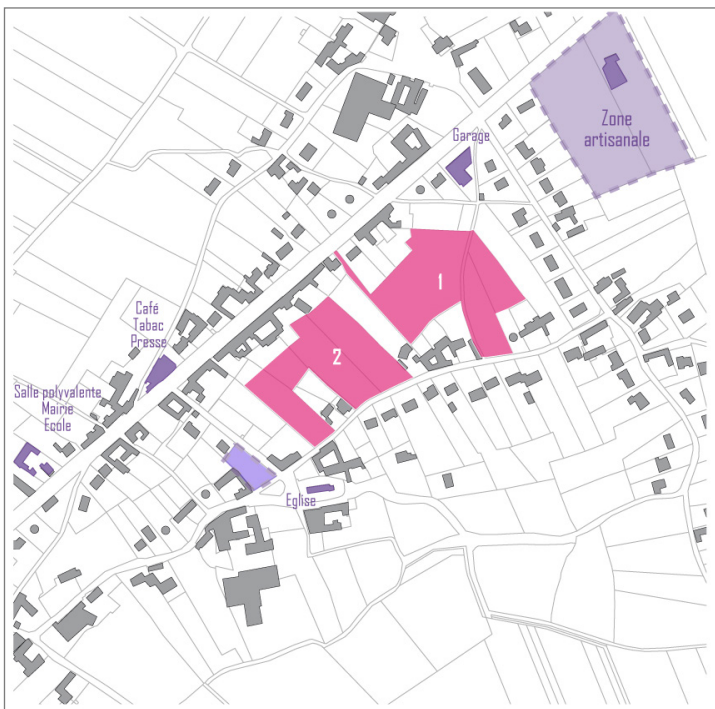 Garage
Zone
artisanale
1
Café
Tabac
Presse
2
Salle polyvalente
Mairie
Ecole
Eglise